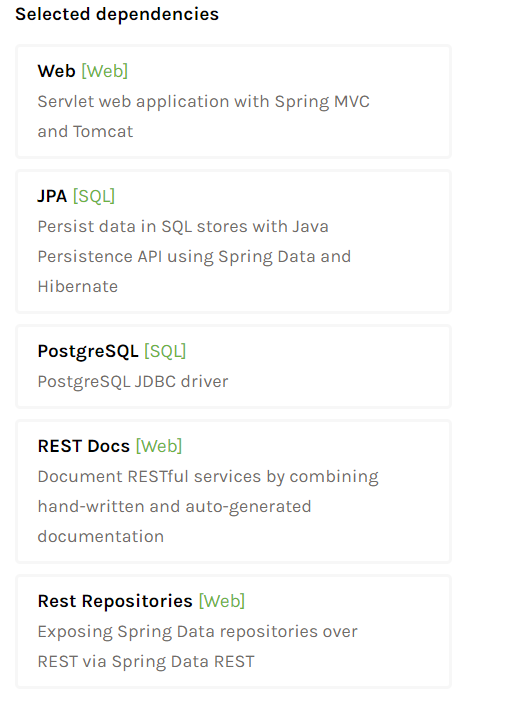 Selected dependencies
Web [Web]
Servlet web application with Spring MVC
and Tomcat
JPA [SQL]
Persist data in SQL stores with Java
Persistence API using Spring Data and
Hibernate
PostgreSQL [SQL]
PostgreSQL JDBC driver
REST Docs [Web]
Document RESTful services by combining
hand-written and auto-generated
documentation
Rest Repositories [Web]
Exposing Spring Data repositories over
REST via Spring Data REST